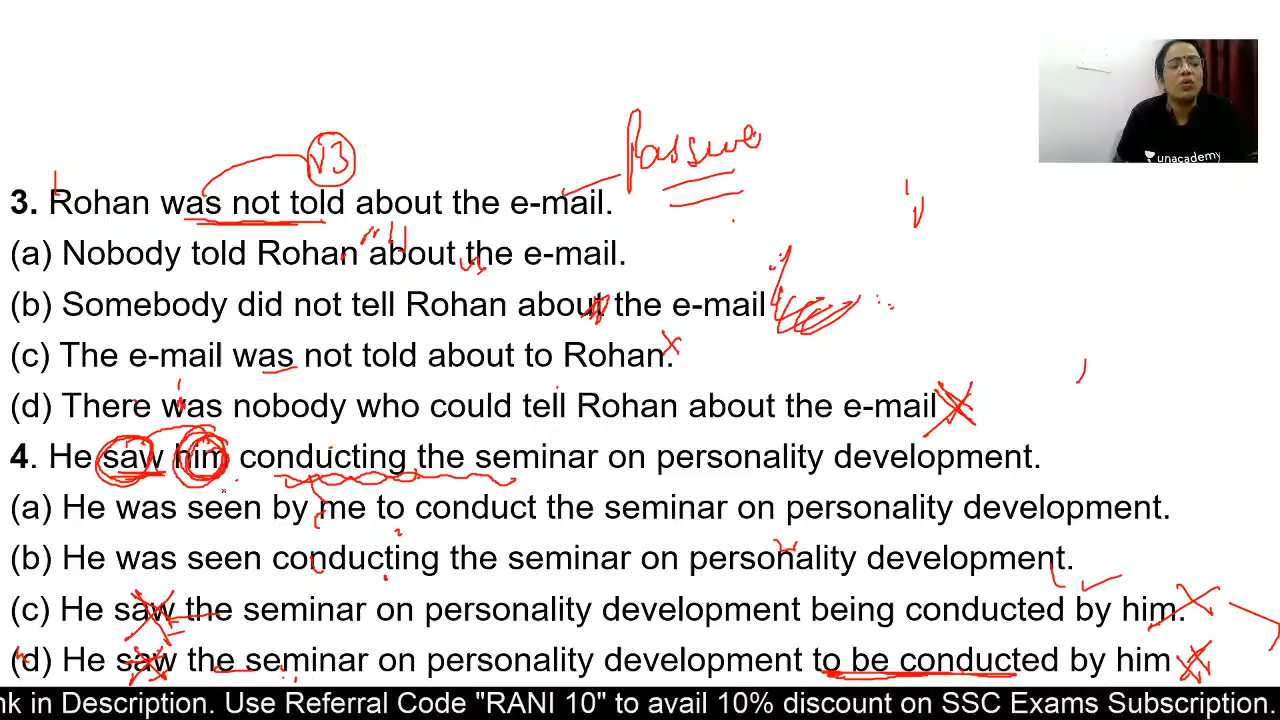 unacademy
V3
Passive
3. Rohan was not told about the e-mail.
(a) Nobody told Rohan about the e-mail.
(b) Somebody did not tell Rohan about the e-mail
(c) The e-mail was not told about to Rohan.
(d) There was nobody who could tell Rohan about the e-mail
4. He saw him conducting the seminar on personality development.
(a) He was seen by me to conduct the seminar on personality development.
(b) He was seen conducting the seminar on personality development.
(c) He saw the seminar on personality development being conducted by him.
(d) He saw the seminar on personality development to be conducted by him
nk in Description. Use Referral Code "RANI 10" to avail 10% discount on SSC Exams Subscription.